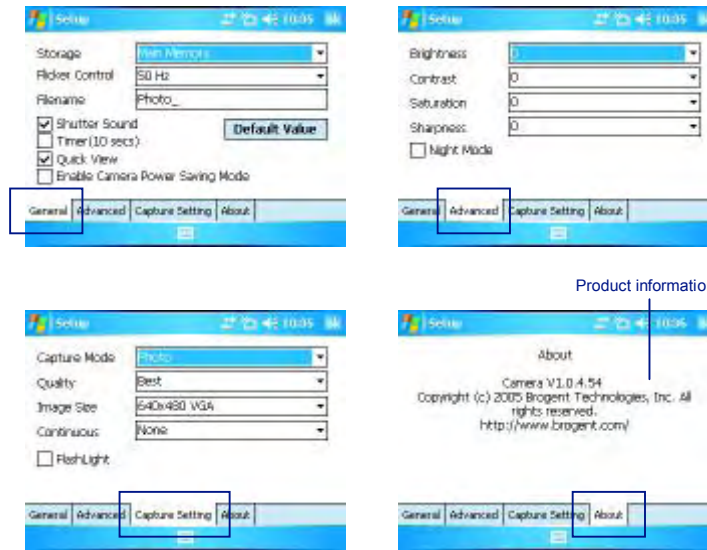 Setup 10:05 ok
Storage Main Memory
Flicker Control 50 Hz
Filename Photo_
Shutter Sound
Default Value
Timer(10 secs)
Quick View
Enable Camera Power Saving Mode
General Advanced Capture Setting About
Setup 10:05
Brightness 0
Contrast 0
Saturation 0
Sharpness 0
Night Mode
General Advanced Capture Setting About
Product informatio
Setup 10:05 ok
Capture Mode Photo
Quality Best
Image Size 640x480 VGA
Continuous None
FlashLight
General Advanced Capture Setting About
Setup 10:06
About
Camera V1.0.4.54
Copyright (c) 2005 Brogent Technologies, Inc. All
rights reserved.
http://www.brogent.com/
General Advanced Capture Setting About